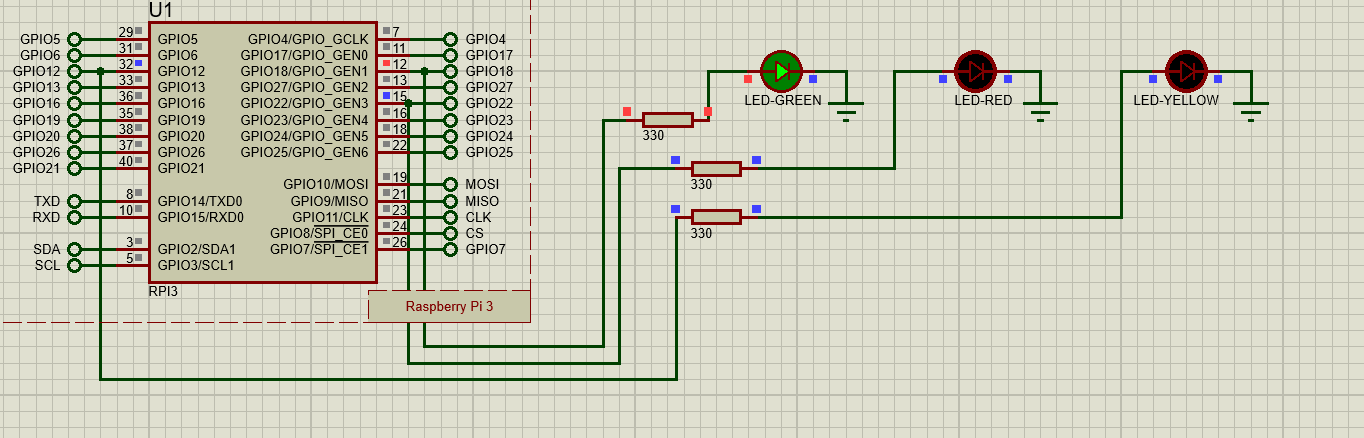 U1
GPIO5 29 GPIO5 GPIO4/GPIO_GCLK 7 GPIO4
GPIO6 31 GPIO6 GPIO17/GPIO_GEN0 11 GPIO17
GPIO12 32 GPIO12 GPIO18/GPIO_GEN1 12 GPIO18
GPIO13 33 GPIO13 GPIO27/GPIO_GEN2 13 GPIO27
GPIO16 36 GPIO16 GPIO22/GPIO_GEN3 15 GPIO22
GPIO19 35 GPIO19 GPIO23/GPIO_GEN4 16 GPIO23
GPIO20 38 GPIO20 GPIO24/GPIO_GEN5 18 GPIO24
GPIO26 37 GPIO26 GPIO25/GPIO_GEN6 22 GPIO25
GPIO21 40 GPIO21
GPIO10/MOSI 19 MOSI
TXD 8 GPIO14/TXD0 GPIO9/MISO 21 MISO
RXD 10 GPIO15/RXD0 GPIO11/CLK 23 CLK
GPIO8/SPI_CE0 24 CS
SDA 3 GPIO2/SDA1 GPIO7/SPI_CE1 26 GPIO7
SCL 5 GPIO3/SCL1
RPI3
Raspberry Pi 3
LED-GREEN LED-RED LED-YELLOW
330
330
330